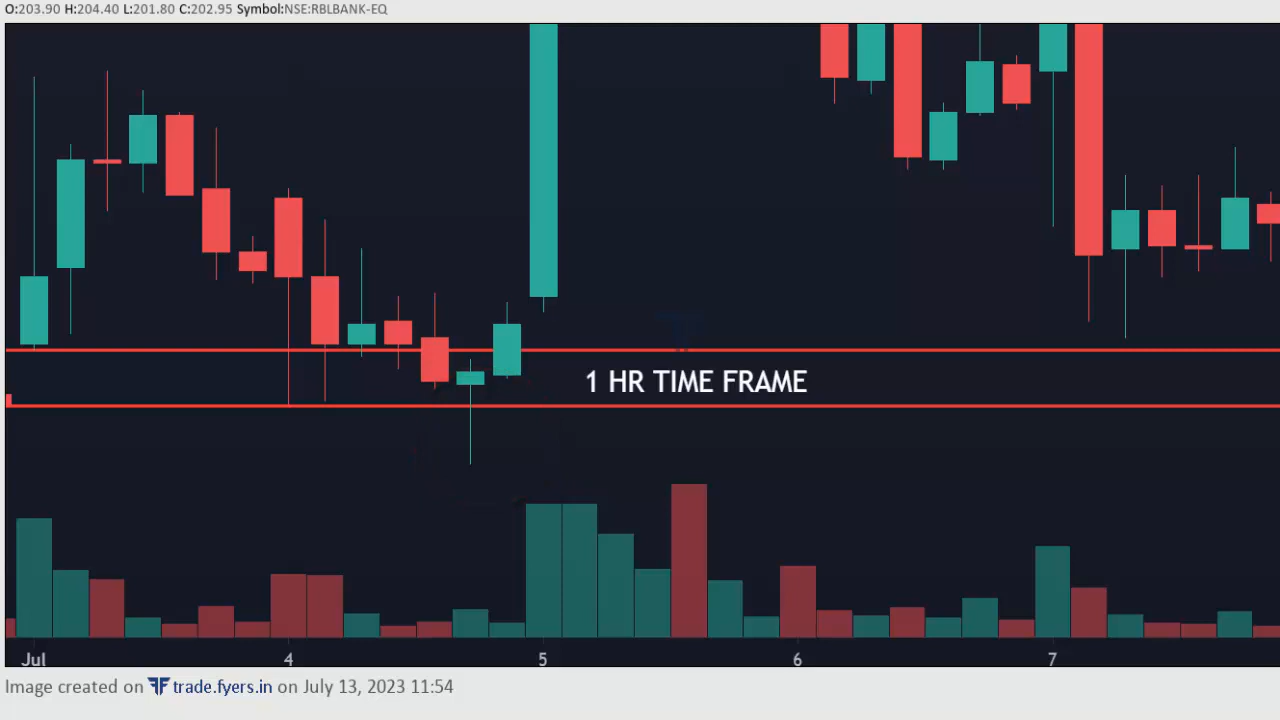 O:203.90 H:204.40 L:201.80 C:202.95 Symbol:NSE:RBLBANK-EQ
1 HR TIME FRAME
Jul 4 5 6 7
Image created on trade.fyers.in on July 13, 2023 11:54